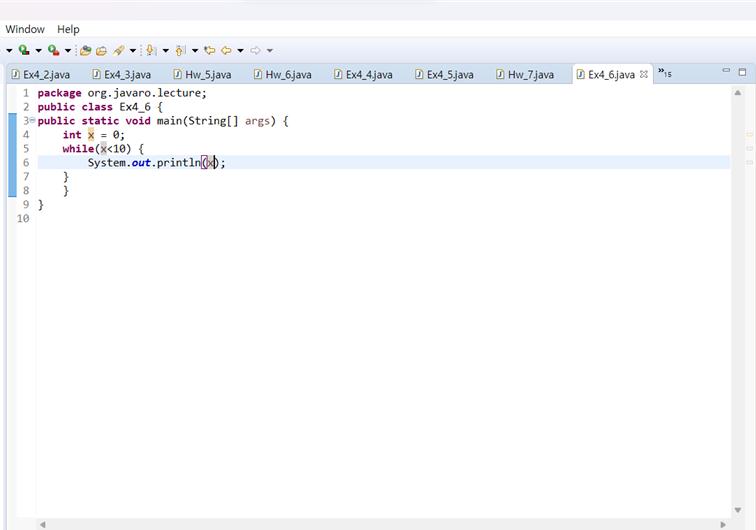 Window Help
Ex4_2.java Ex4_3.java Hw_5.java Hw_6.java Ex4_4.java Ex4_5.java Hw_7.java Ex4_6.java »15
1 package org.javaro.lecture;
2 public class Ex4_6 {
3 public static void main(String[] args) {
4 int x = 0;
5 while(x<10) {
6 System.out.println(x);
7 }
8 }
9 }
10